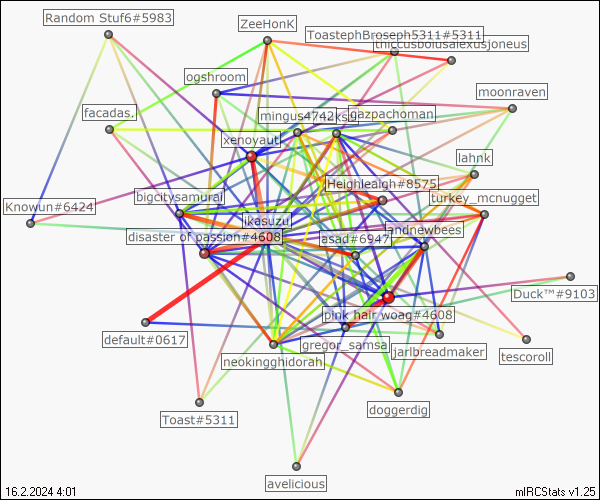 Random Stuf6#5983
ZeeHonK
ToastephBroseph5311#5311
thiccusbolusalexusjoneus
ogshroom
moonraven
facadas.
mingus4742
gazpachoman
xenoyaut
lahnk
Heighleaigh#8575
bigcitysamurai
turkey_mcnugget
Knowun#6424
ikasuzu
disaster of passion#4608
asad#6947
andnewbees
Duck™#9103
pink hair woag#4608
default#0617
gregor_samsa
jarlbreadmaker
tescoroll
neokingghidorah
Toast#5311
doggerdig
avelicious
16.2.2024 4:01
mIRCStats v1.25